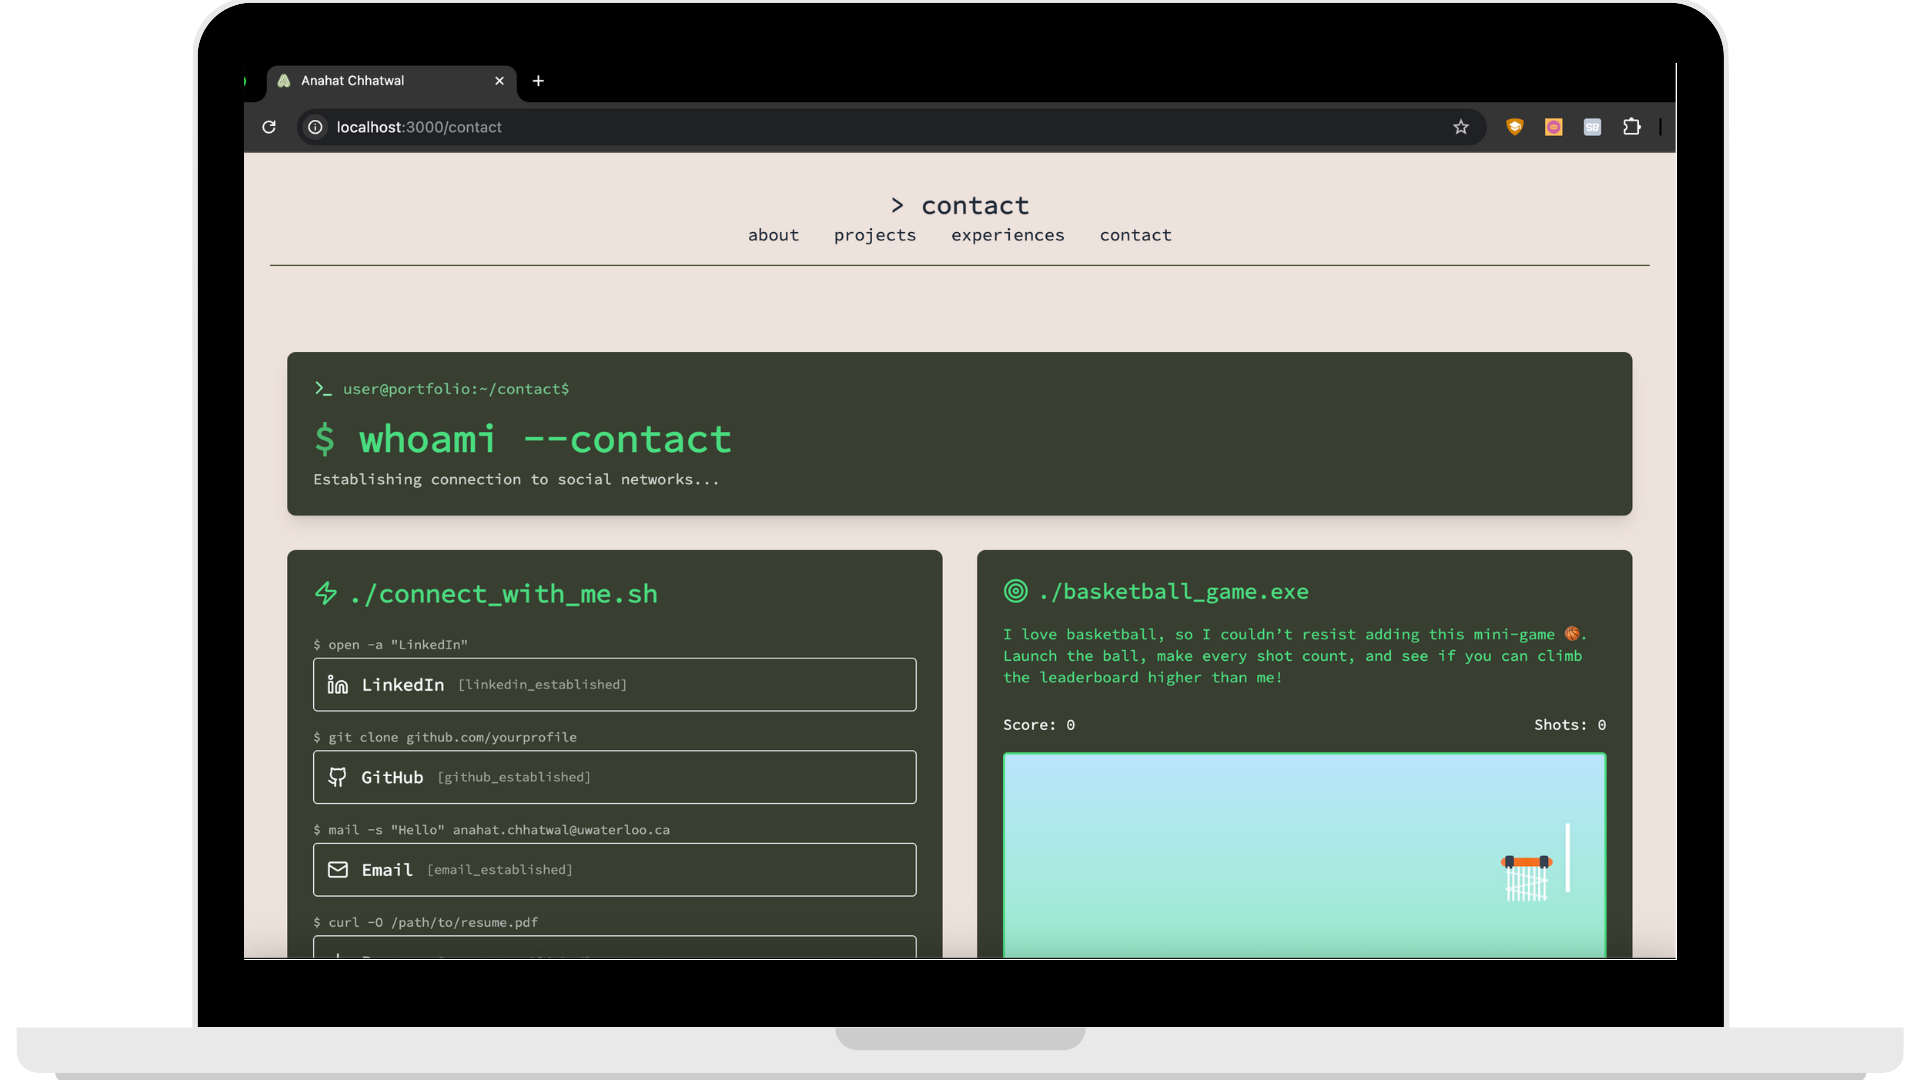 Anahat Chhatwal
localhost:3000/contact
SB
> contact
about projects experiences contact
>_ user@portfolio:~/contact$
$ whoami --contact
Establishing connection to social networks...
./connect_with_me.sh
$ open -a "LinkedIn"
LinkedIn [linkedin_established]
$ git clone github.com/yourprofile
GitHub [github_established]
$ mail -s "Hello" anahat.chhatwal@uwaterloo.ca
Email [email_established]
$ curl -O /path/to/resume.pdf
./basketball_game.exe
I love basketball, so I couldn’t resist adding this mini-game 🏀.
Launch the ball, make every shot count, and see if you can climb
the leaderboard higher than me!
Score: 0 Shots: 0